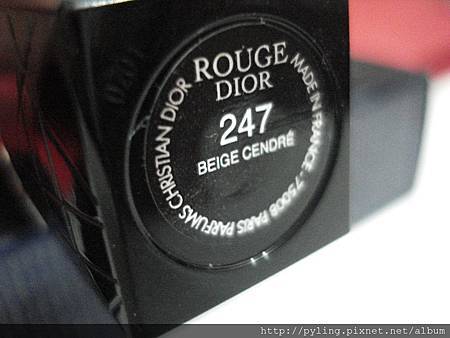 ROUGE
DIOR
247
BEIGE CENDRÉ
MADE IN FRANCE - 75008 PARIS PARFUMS CHRISTIAN DIOR
http://pyling.pixnet.net/album